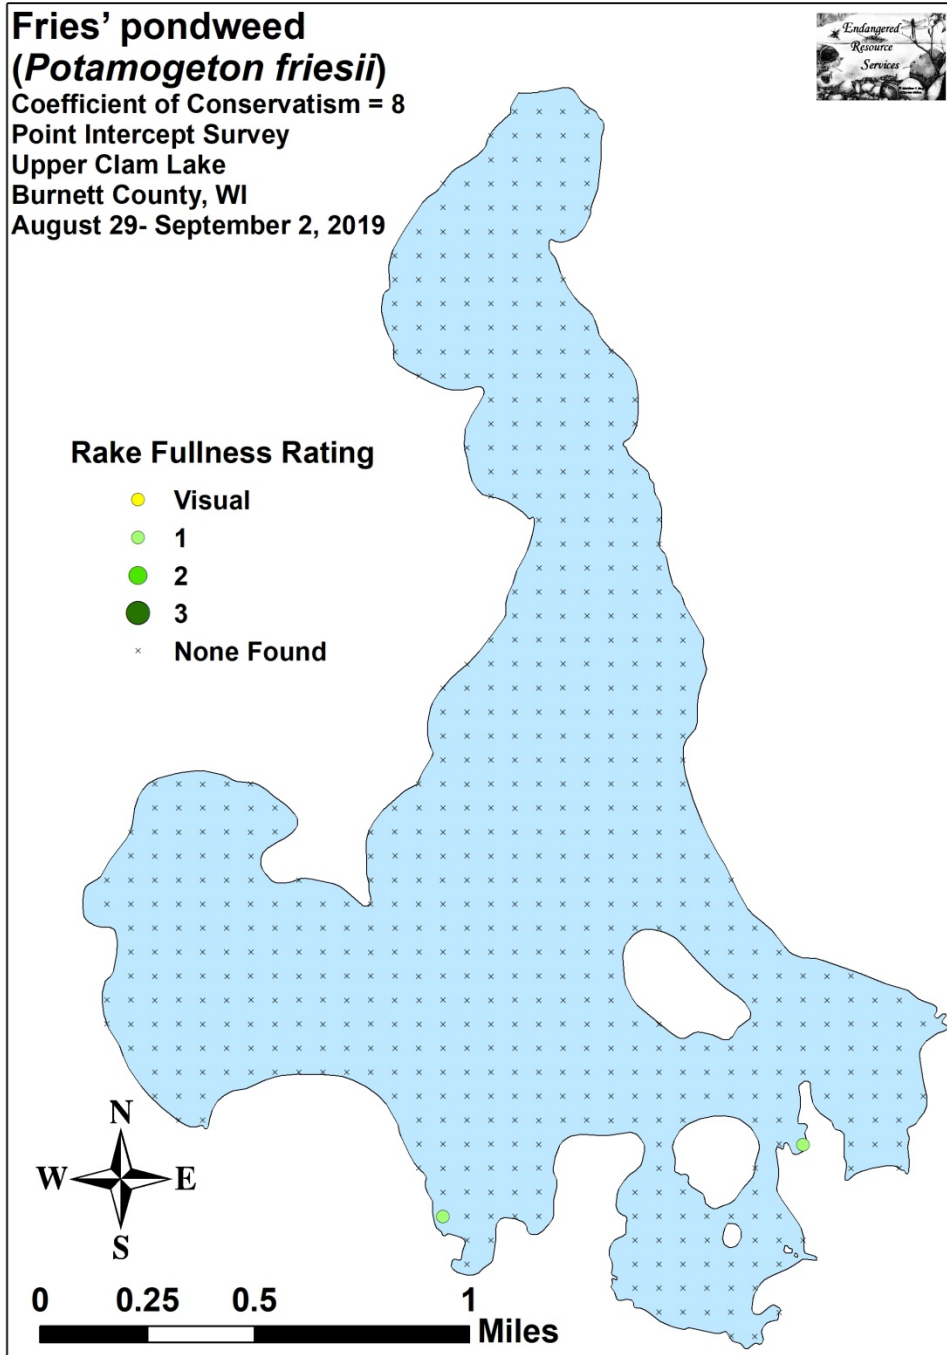 Fries’ pondweed
(Potamogeton friesii)
Coefficient of Conservatism = 8
Point Intercept Survey
Upper Clam Lake
Burnett County, WI
August 29- September 2, 2019
Endangered
Resource
Services
Rake Fullness Rating
Visual
1
2
3
None Found
N
W E
S
0 0.25 0.5 1
Miles